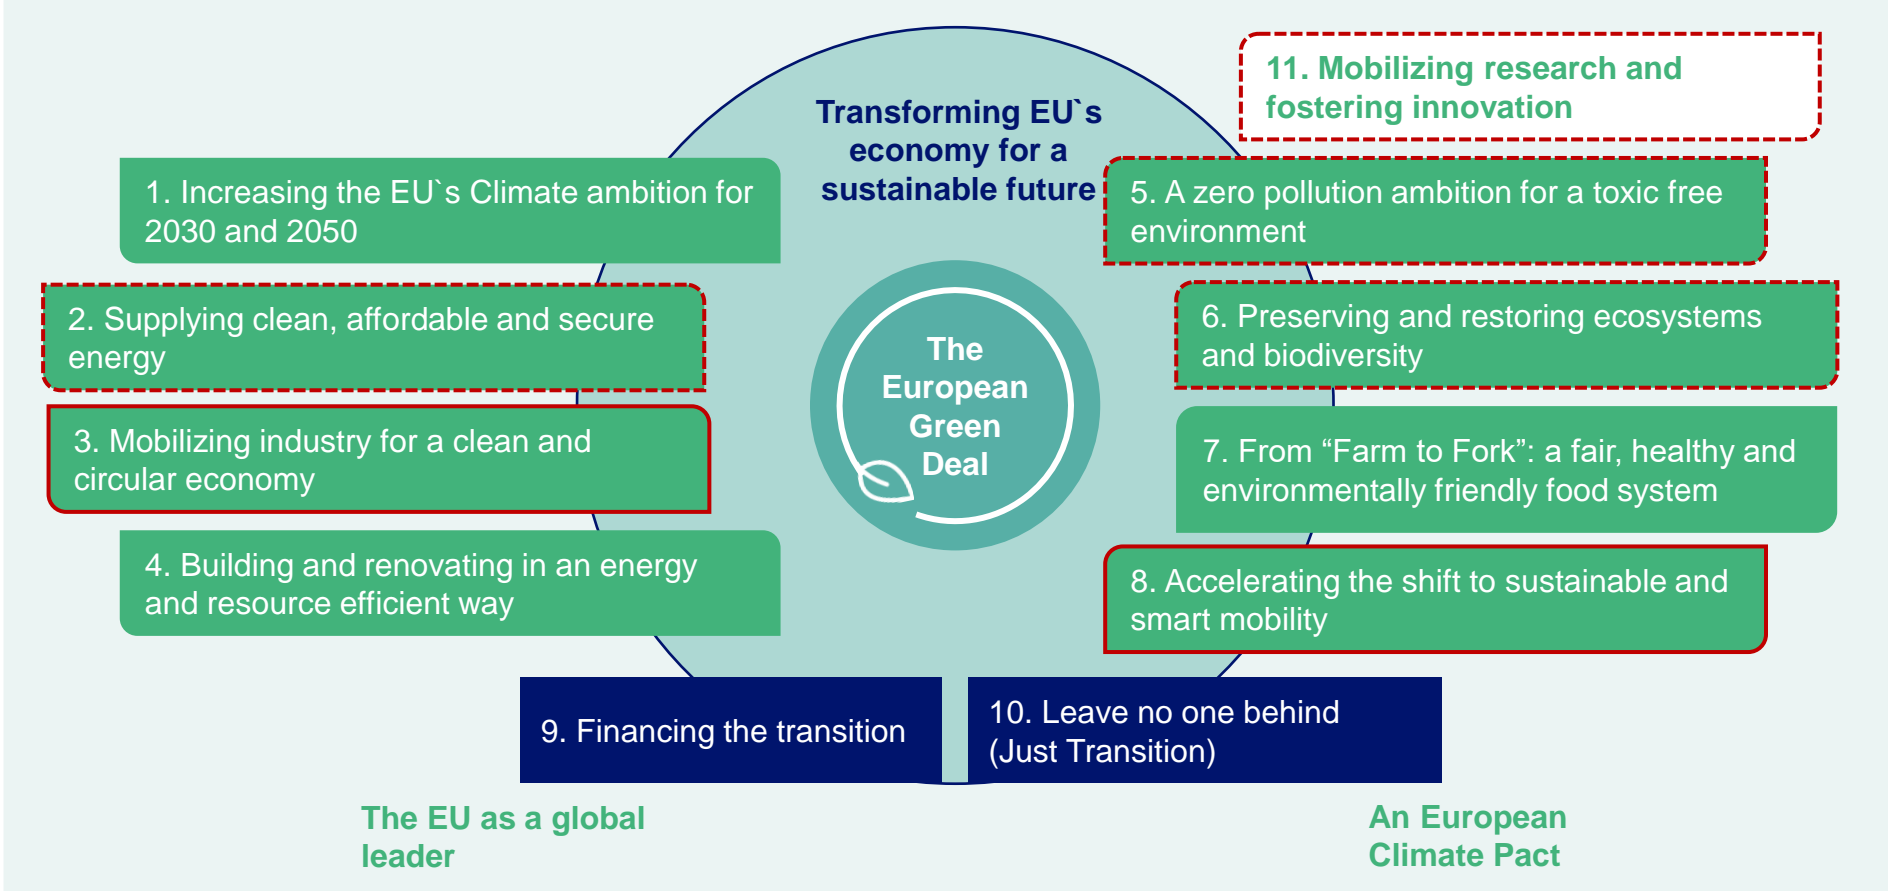 Transforming EU`s
economy for a
sustainable future
1. Increasing the EU`s Climate ambition for
2030 and 2050
2. Supplying clean, affordable and secure
energy
3. Mobilizing industry for a clean and
circular economy
4. Building and renovating in an energy
and resource efficient way
The
European
Green
Deal
11. Mobilizing research and
fostering innovation
5. A zero pollution ambition for a toxic free
environment
6. Preserving and restoring ecosystems
and biodiversity
7. From “Farm to Fork”: a fair, healthy and
environmentally friendly food system
8. Accelerating the shift to sustainable and
smart mobility
9. Financing the transition
10. Leave no one behind
(Just Transition)
The EU as a global
leader
An European
Climate Pact